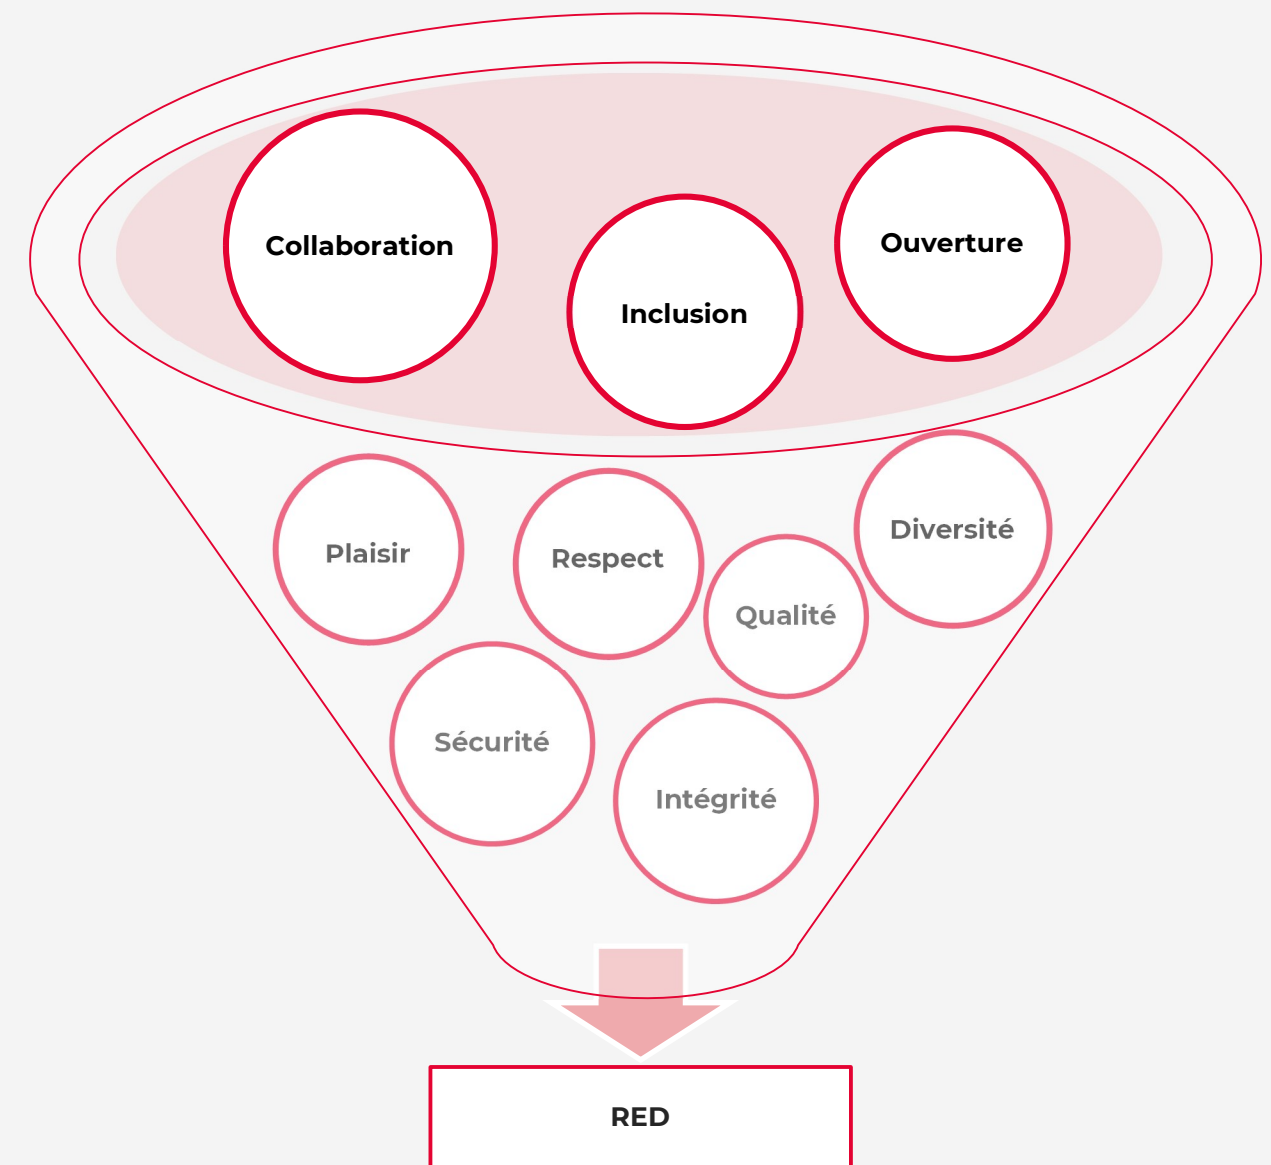 Collaboration
Inclusion
Ouverture
Plaisir
Respect
Qualité
Diversité
Sécurité
Intégrité
RED